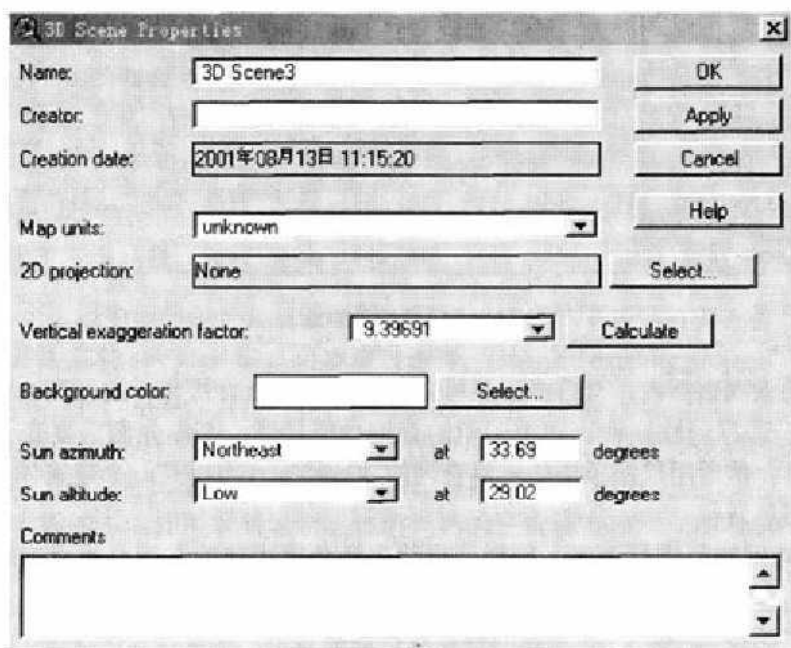 3D Scene Properties
Name: 3D Scene3 OK
Creator: Apply
Creation date: 2001年08月13日 11:15:20 Cancel
Help
Map units: unknown
2D projection: None Select...
Vertical exaggeration factor: 9.39691 Calculate
Background color: Select...
Sun azimuth: Northeast at 33.69 degrees
Sun altitude: Low at 29.02 degrees
Comments